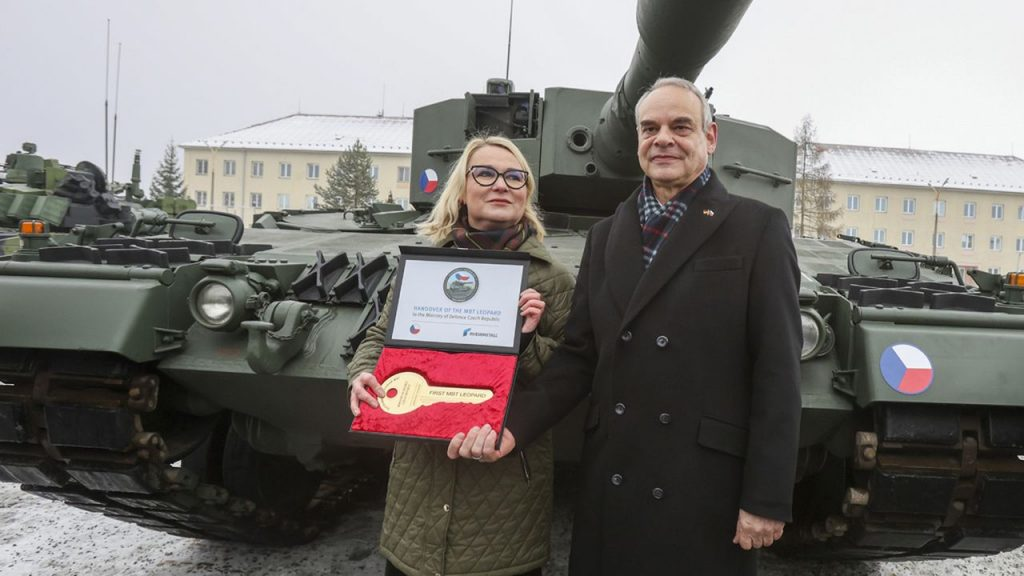 HANDOVER OF THE MBT LEOPARD
to the Ministry of Defence Czech Republic
RHEINMETALL
FIRST MBT LEOPARD